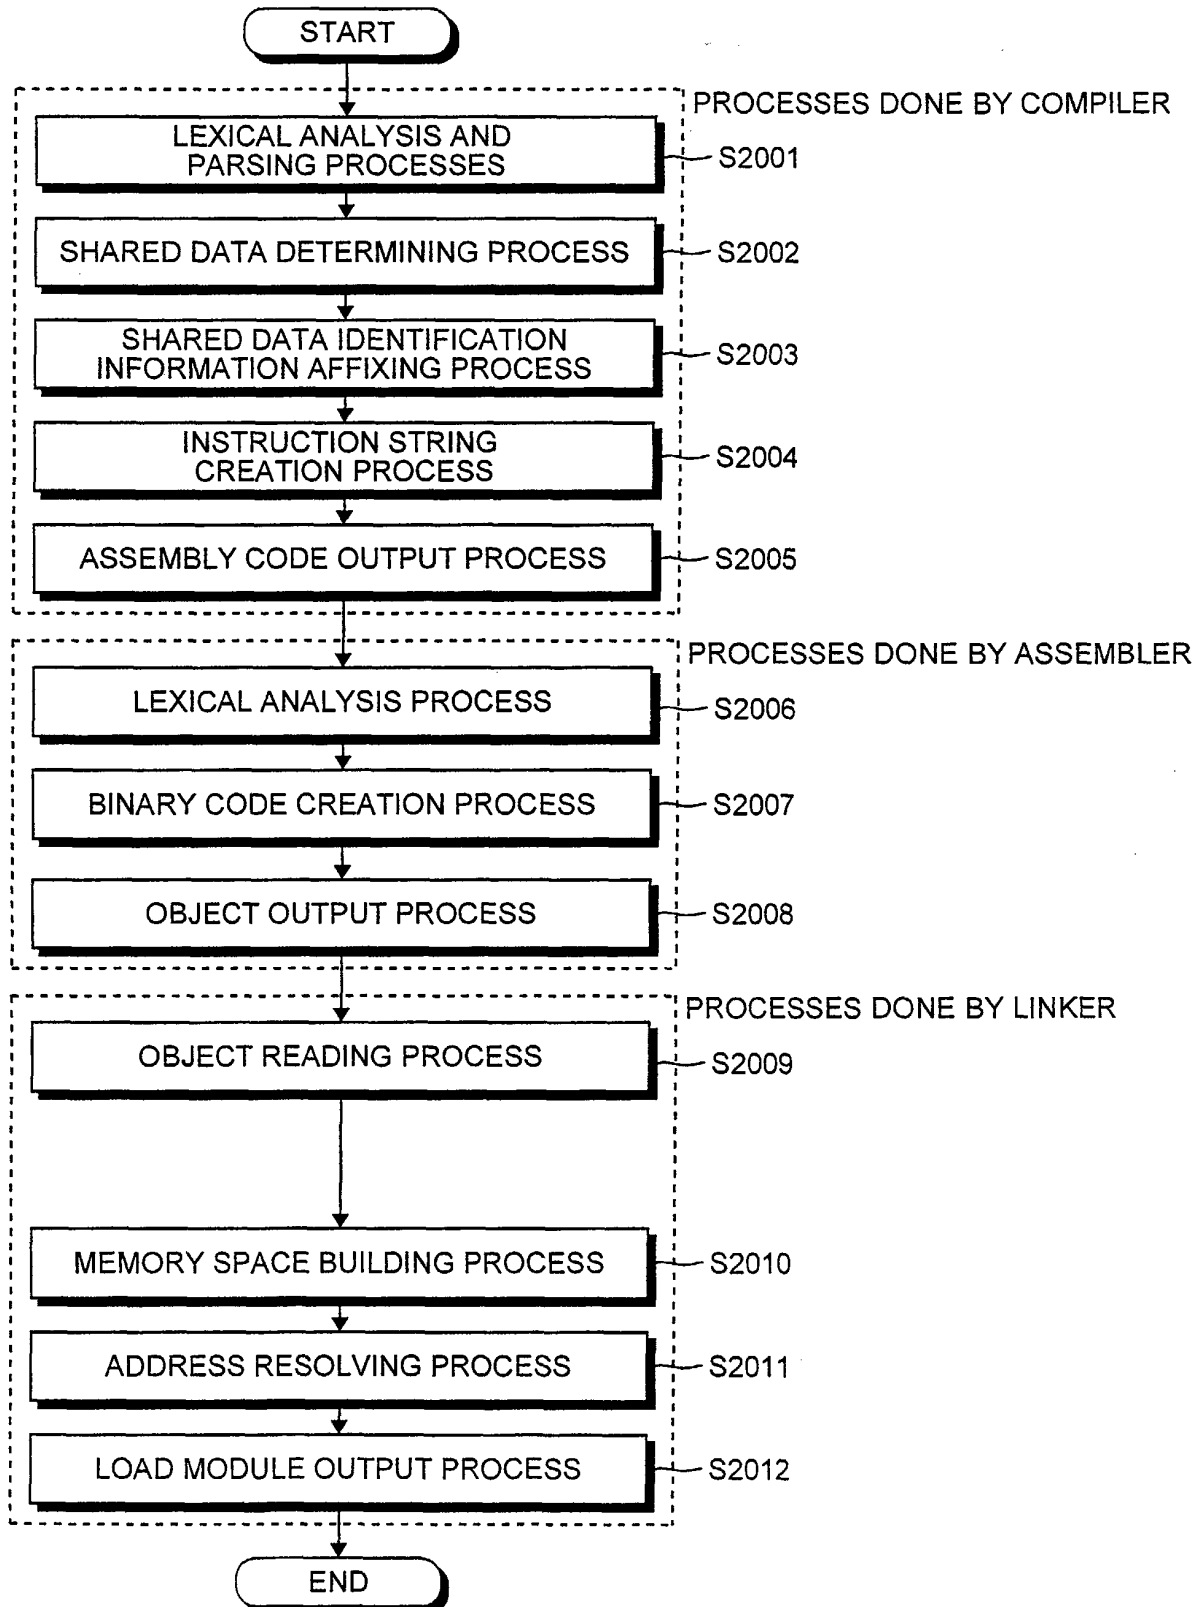 START
PROCESSES DONE BY COMPILER
LEXICAL ANALYSIS AND
PARSING PROCESSES
S2001
SHARED DATA DETERMINING PROCESS
S2002
SHARED DATA IDENTIFICATION
INFORMATION AFFIXING PROCESS
S2003
INSTRUCTION STRING
CREATION PROCESS
S2004
ASSEMBLY CODE OUTPUT PROCESS
S2005
PROCESSES DONE BY ASSEMBLER
LEXICAL ANALYSIS PROCESS
S2006
BINARY CODE CREATION PROCESS
S2007
OBJECT OUTPUT PROCESS
S2008
PROCESSES DONE BY LINKER
OBJECT READING PROCESS
S2009
MEMORY SPACE BUILDING PROCESS
S2010
ADDRESS RESOLVING PROCESS
S2011
LOAD MODULE OUTPUT PROCESS
S2012
END